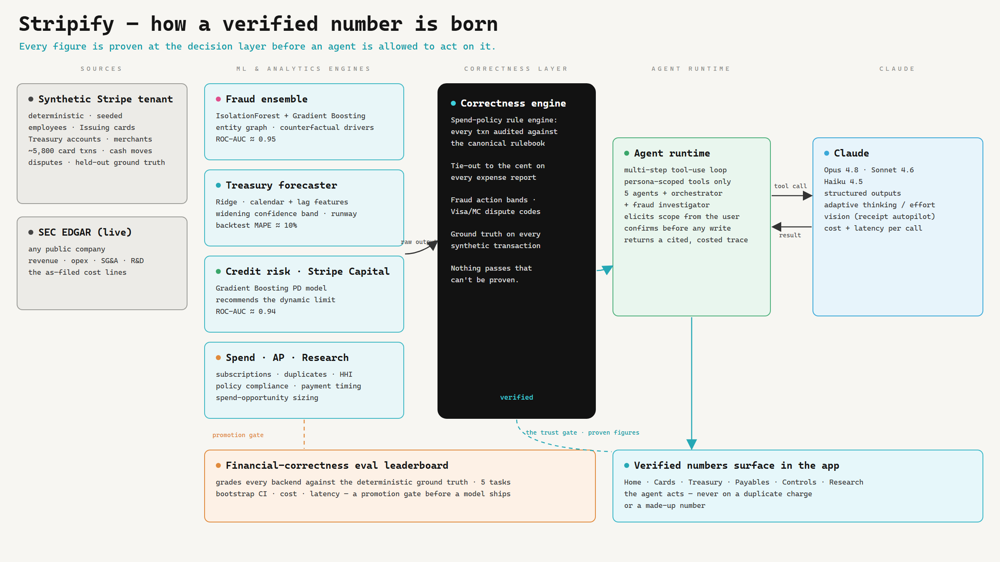 Stripify — how a verified number is born
Every figure is proven at the decision layer before an agent is allowed to act on it.
SOURCES
ML & ANALYTICS ENGINES
CORRECTNESS LAYER
AGENT RUNTIME
CLAUDE
Synthetic Stripe tenant
deterministic · seeded
employees · Issuing cards
Treasury accounts · merchants
~5,800 card txns · cash moves
disputes · held-out ground truth
SEC EDGAR (live)
any public company
revenue · opex · SG&A · R&D
the as-filed cost lines
Fraud ensemble
IsolationForest + Gradient Boosting
entity graph · counterfactual drivers
ROC-AUC ≈ 0.95
Treasury forecaster
Ridge · calendar + lag features
widening confidence band · runway
backtest MAPE ≈ 10%
Credit risk · Stripe Capital
Gradient Boosting PD model
recommends the dynamic limit
ROC-AUC ≈ 0.94
Spend · AP · Research
subscriptions · duplicates · HHI
policy compliance · payment timing
spend-opportunity sizing
raw output
Correctness engine
Spend-policy rule engine:
every txn audited against
the canonical rulebook
Tie-out to the cent on
every expense report
Fraud action bands ·
Visa/MC dispute codes
Ground truth on every
synthetic transaction
Nothing passes that
can't be proven.
verified
Agent runtime
multi-step tool-use loop
persona-scoped tools only
5 agents + orchestrator
+ fraud investigator
elicits scope from the user
confirms before any write
returns a cited, costed trace
tool call
result
Claude
Opus 4.8 · Sonnet 4.6
Haiku 4.5
structured outputs
adaptive thinking / effort
vision (receipt autopilot)
cost + latency per call
promotion gate
the trust gate · proven figures
Financial-correctness eval leaderboard
grades every backend against the deterministic ground truth · 5 tasks
bootstrap CI · cost · latency — a promotion gate before a model ships
Verified numbers surface in the app
Home · Cards · Treasury · Payables · Controls · Research
the agent acts — never on a duplicate charge
or a made-up number